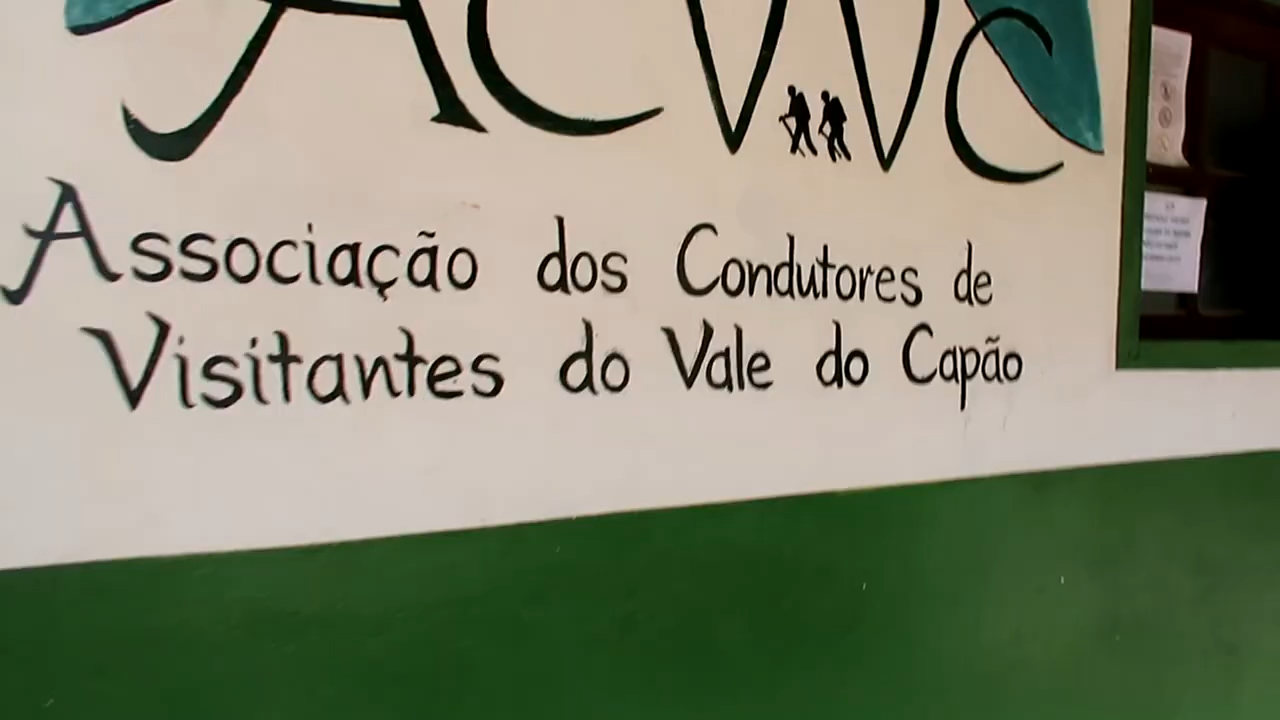 ACVVC
Associação dos Condutores de
Visitantes do Vale do Capão